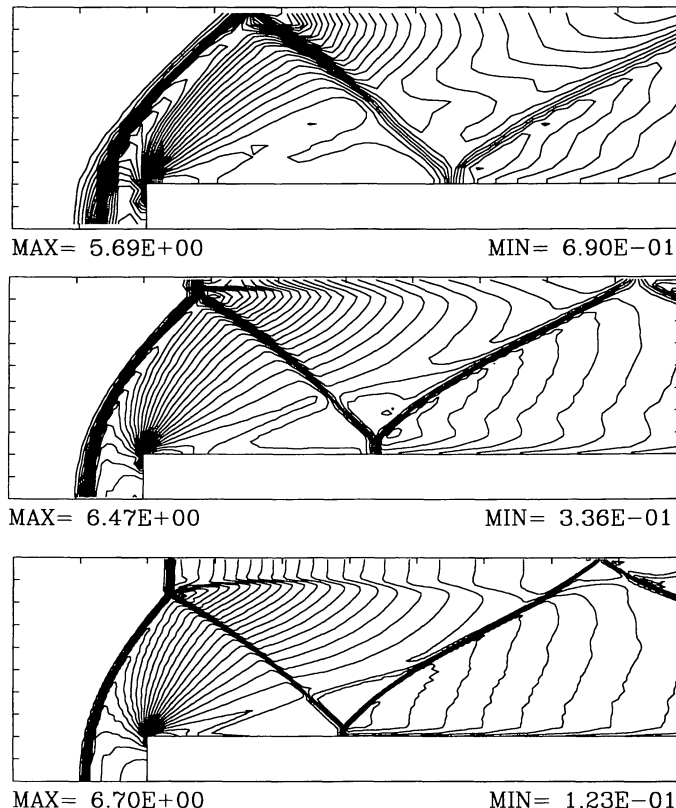 MAX= 5.69E+00 MIN= 6.90E-01
MAX= 6.47E+00 MIN= 3.36E-01
MAX= 6.70E+00 MIN= 1.23E-01